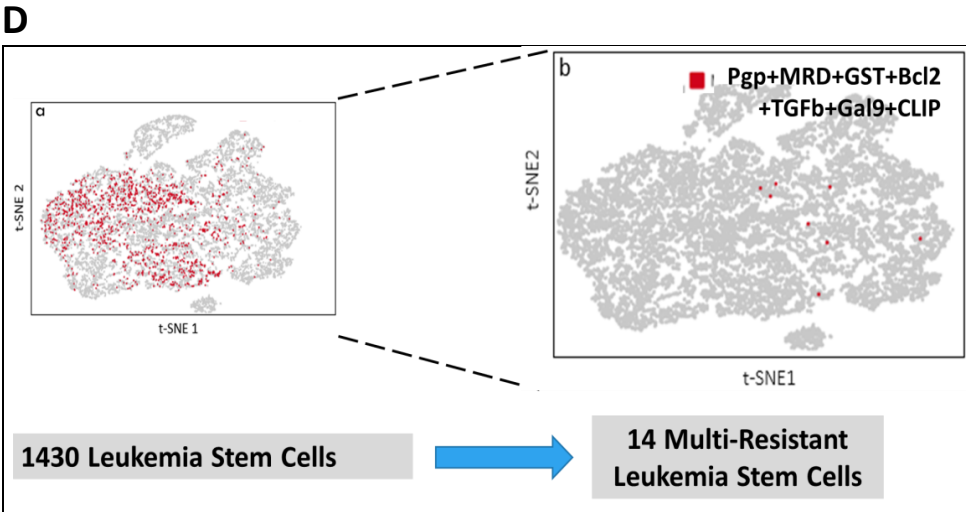 D
a
t-SNE 2
t-SNE 1
b
Pgp+MRD+GST+Bcl2
+TGFb+Gal9+CLIP
t-SNE2
t-SNE1
1430 Leukemia Stem Cells
14 Multi-Resistant
Leukemia Stem Cells